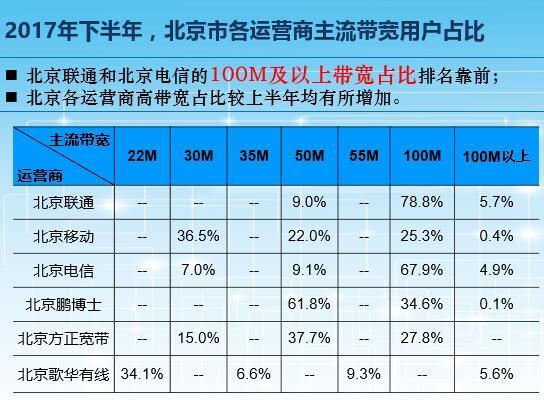 2017年下半年，北京市各运营商主流带宽用户占比
■ 北京联通和北京电信的100M及以上带宽占比排名靠前；
■ 北京各运营商高带宽占比较上半年均有所增加。
主流带宽 运营商 22M 30M 35M 50M 55M 100M 100M以上
北京联通 -- -- -- 9.0% -- 78.8% 5.7%
北京移动 -- 36.5% -- 22.0% -- 25.3% 0.4%
北京电信 -- 7.0% -- 9.1% -- 67.9% 4.9%
北京鹏博士 -- -- -- 61.8% -- 34.6% 0.1%
北京方正宽带 -- 15.0% -- 37.7% -- 27.8% --
北京歌华有线 34.1% -- 6.6% -- 9.3% -- 5.6%